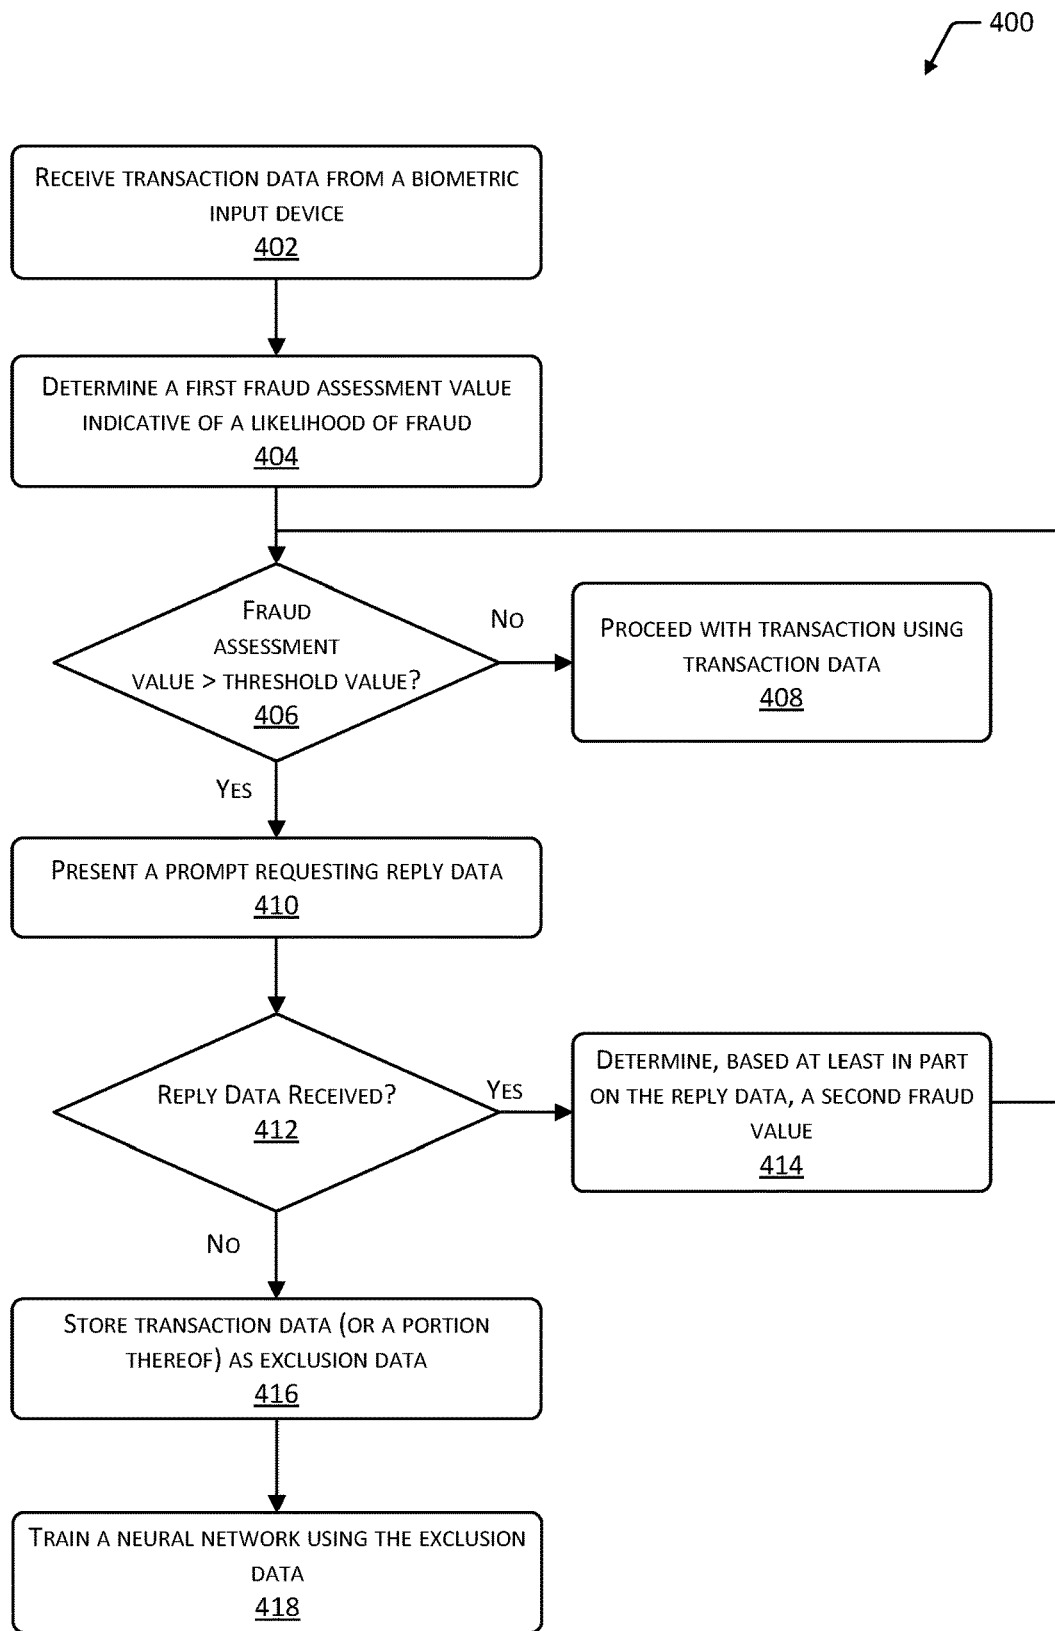 400
RECEIVE TRANSACTION DATA FROM A BIOMETRIC
INPUT DEVICE
402
DETERMINE A FIRST FRAUD ASSESSMENT VALUE
INDICATIVE OF A LIKELIHOOD OF FRAUD
404
FRAUD
ASSESSMENT
VALUE > THRESHOLD VALUE?
406
NO
PROCEED WITH TRANSACTION USING
TRANSACTION DATA
408
YES
PRESENT A PROMPT REQUESTING REPLY DATA
410
REPLY DATA RECEIVED?
412
YES
DETERMINE, BASED AT LEAST IN PART
ON THE REPLY DATA, A SECOND FRAUD
VALUE
414
NO
STORE TRANSACTION DATA (OR A PORTION
THEREOF) AS EXCLUSION DATA
416
TRAIN A NEURAL NETWORK USING THE EXCLUSION
DATA
418